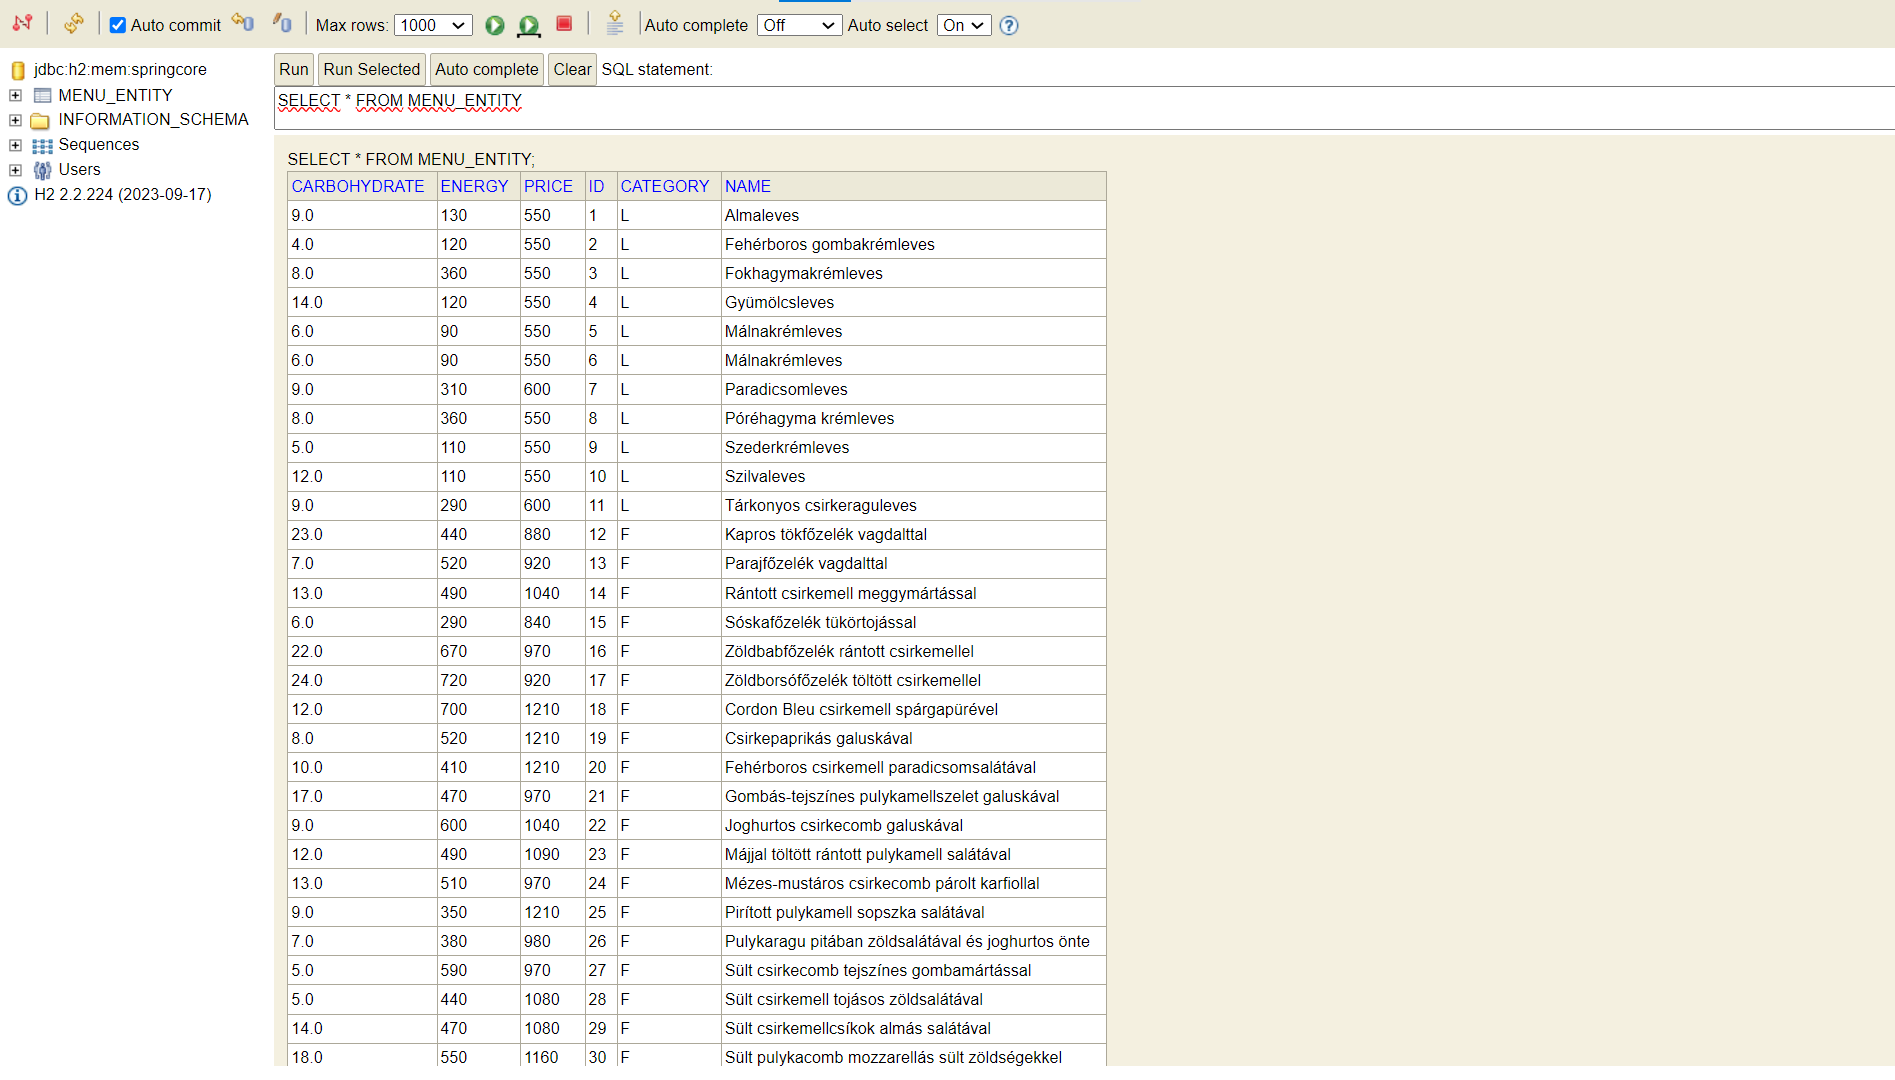 Auto commit Max rows: 1000 Auto complete Off Auto select On
jdbc:h2:mem:springcore
MENU_ENTITY
INFORMATION_SCHEMA
Sequences
Users
H2 2.2.224 (2023-09-17)
Run Run Selected Auto complete Clear SQL statement:
SELECT * FROM MENU_ENTITY
SELECT * FROM MENU_ENTITY;
CARBOHYDRATE ENERGY PRICE ID CATEGORY NAME
9.0 130 550 1 L Almaleves
4.0 120 550 2 L Fehérboros gombakrémleves
8.0 360 550 3 L Fokhagymakrémleves
14.0 120 550 4 L Gyümölcsleves
6.0 90 550 5 L Málnakrémleves
6.0 90 550 6 L Málnakrémleves
9.0 310 600 7 L Paradicsomleves
8.0 360 550 8 L Póréhagyma krémleves
5.0 110 550 9 L Szederkrémleves
12.0 110 550 10 L Szilvaleves
9.0 290 600 11 L Tárkonyos csirkeraguleves
23.0 440 880 12 F Kapros tökfőzelék vagdalttal
7.0 520 920 13 F Parajfőzelék vagdalttal
13.0 490 1040 14 F Rántott csirkemell meggymártással
6.0 290 840 15 F Sóskafőzelék tükörtojással
22.0 670 970 16 F Zöldbabfőzelék rántott csirkemellel
24.0 720 920 17 F Zöldborsófőzelék töltött csirkemellel
12.0 700 1210 18 F Cordon Bleu csirkemell spárgapürével
8.0 520 1210 19 F Csirkepaprikás galuskával
10.0 410 1210 20 F Fehérboros csirkemell paradicsomsalátával
17.0 470 970 21 F Gombás-tejszínes pulykamellszelet galuskával
9.0 600 1040 22 F Joghurtos csirkecomb galuskával
12.0 490 1090 23 F Májjal töltött rántott pulykamell salátával
13.0 510 970 24 F Mézes-mustáros csirkecomb párolt karfiollal
9.0 350 1210 25 F Pirított pulykamell sopszka salátával
7.0 380 980 26 F Pulykaragu pitában zöldsalátával és joghurtos önte
5.0 590 970 27 F Sült csirkecomb tejszínes gombamártással
5.0 440 1080 28 F Sült csirkemell tojásos zöldsalátával
14.0 470 1080 29 F Sült csirkemellcsíkok almás salátával
18.0 550 1160 30 F Sült pulykacomb mozzarellás sült zöldségekkel